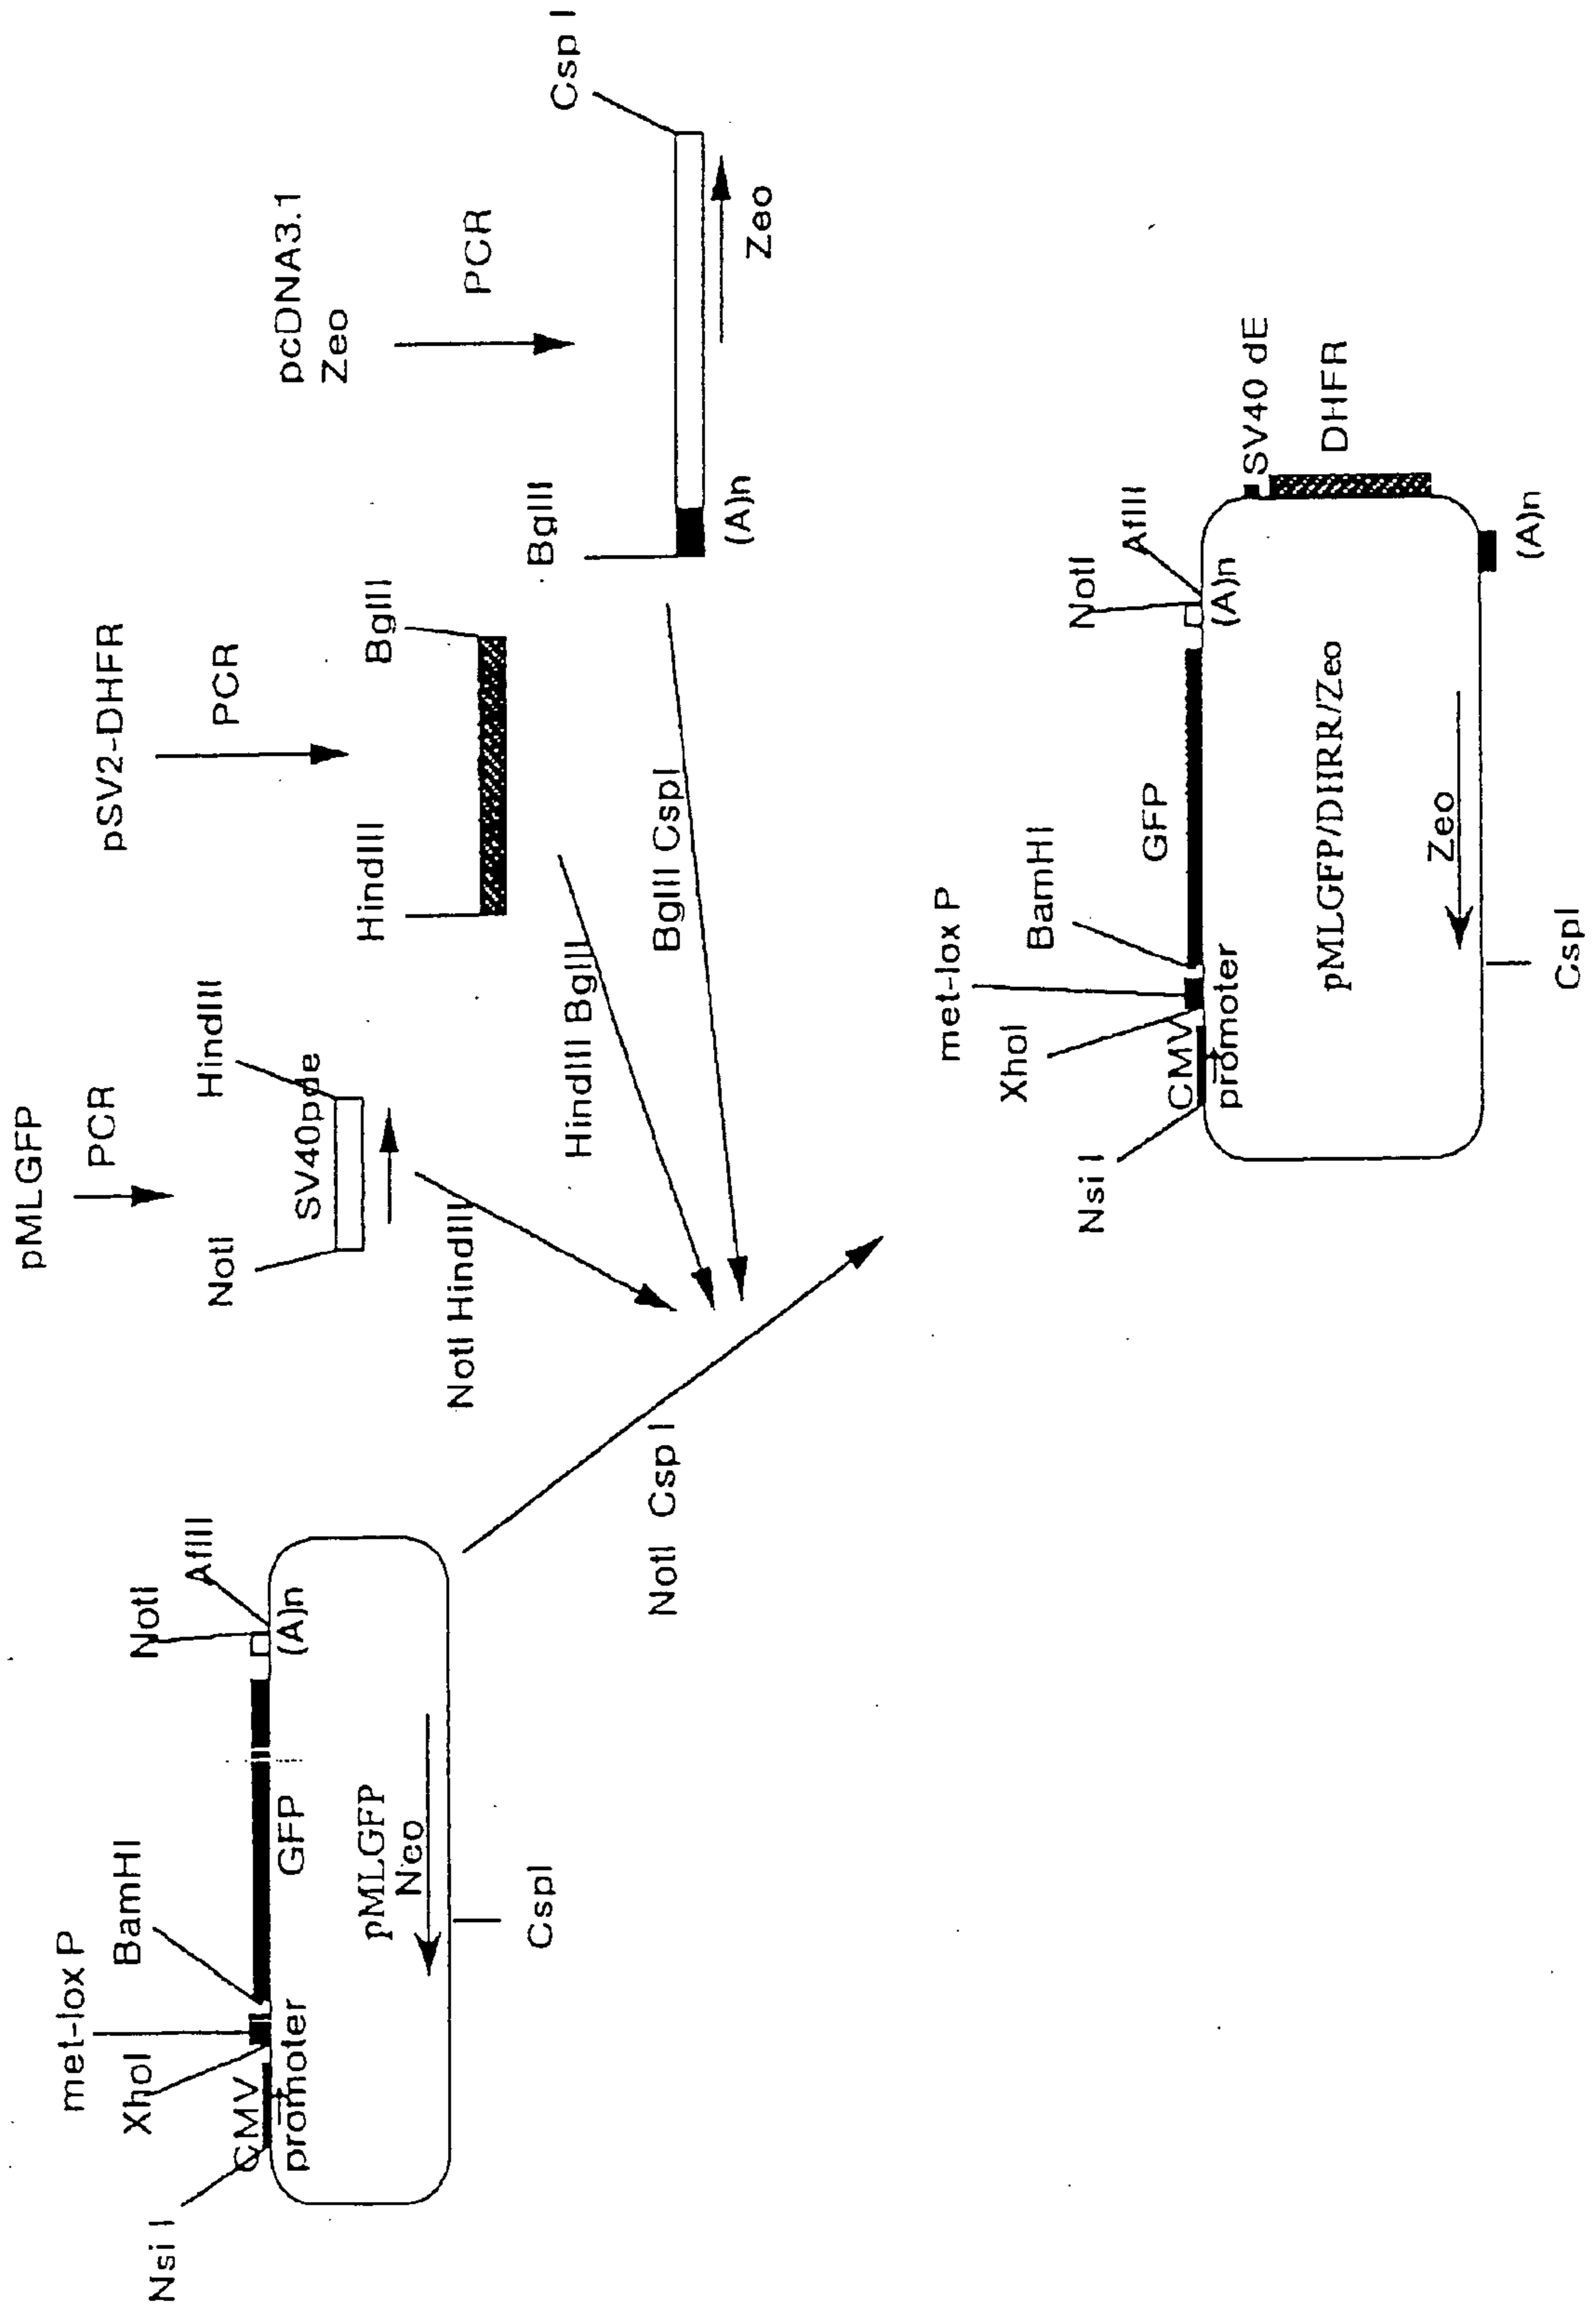 pMLGFP
PCR
NotI
HindIII
SV40pde
NotI HindIII
pSV2-DHFR
PCR
HindIII
BglII
HindIII BglII
pcDNA3.1
Zeo
PCR
BglII
Csp I
(A)n
Zeo
BglII CspI
met-lox P
XhoI
BamHI
NotI
AflII
Nsi I
CMV
promoter
GFP
(A)n
pMLGFP
Neo
CspI
NotI Csp I
met-lox P
XhoI
BamHI
NotI
AflII
Nsi I
CMV
promoter
GFP
(A)n
SV40 dE
DHFR
pMLGFP/DHRR/Zeo
Zeo
(A)n
CspI